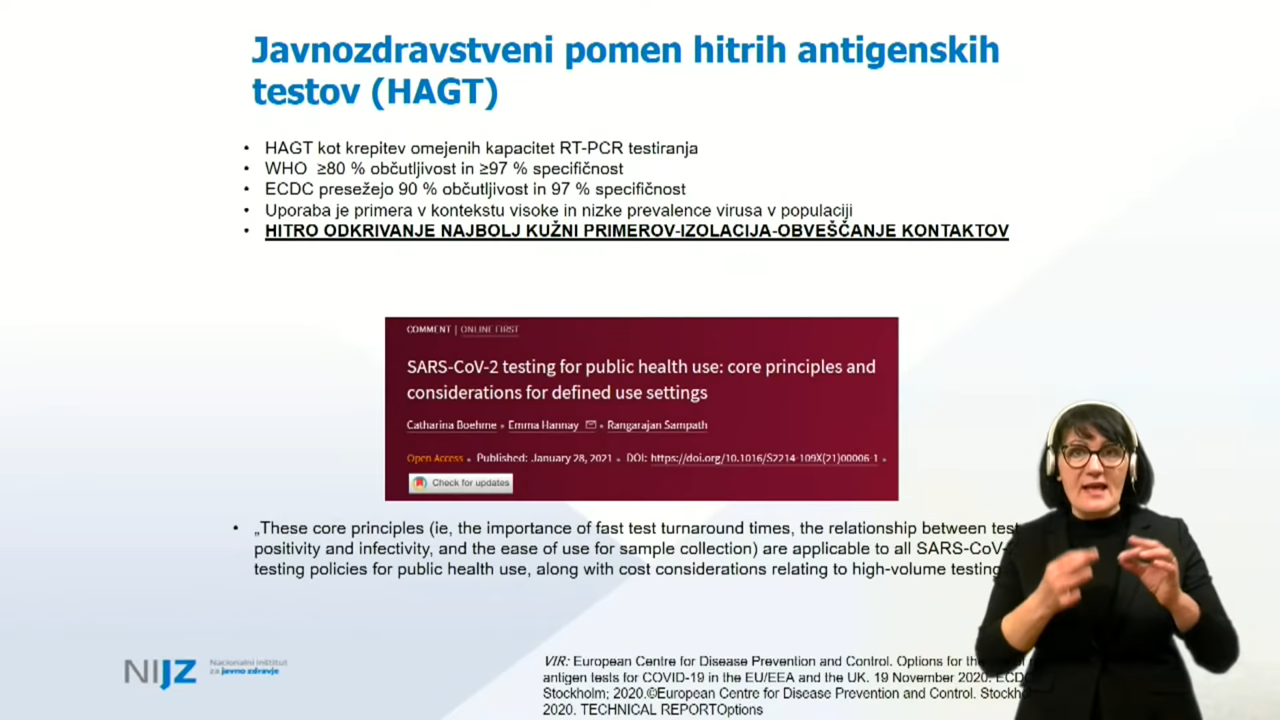 Javnozdravstveni pomen hitrih antigenskih
testov (HAGT)
• HAGT kot krepitev omejenih kapacitet RT-PCR testiranja
• WHO ≥80 % občutljivost in ≥97 % specifičnost
• ECDC presežejo 90 % občutljivost in 97 % specifičnost
• Uporaba je primera v kontekstu visoke in nizke prevalence virusa v populaciji
• HITRO ODKRIVANJE NAJBOLJ KUŽNI PRIMEROV-IZOLACIJA-OBVEŠČANJE KONTAKTOV
COMMENT | ONLINE FIRST
SARS-CoV-2 testing for public health use: core principles and
considerations for defined use settings
Catharina Boehme • Emma Hannay • Rangarajan Sampath
Open Access • Published: January 28, 2021 • DOI: https://doi.org/10.1016/S2214-109X(21)00006-1 •
Check for updates
• „These core principles (ie, the importance of fast test turnaround times, the relationship between test
positivity and infectivity, and the ease of use for sample collection) are applicable to all SARS-CoV-
testing policies for public health use, along with cost considerations relating to high-volume testing
NIJZ Nacionalni inštitut
za javno zdravje
VIR: European Centre for Disease Prevention and Control. Options for the
antigen tests for COVID-19 in the EU/EEA and the UK. 19 November 2020. ECDC
Stockholm; 2020.©European Centre for Disease Prevention and Control. Stockh
2020. TECHNICAL REPORTOptions